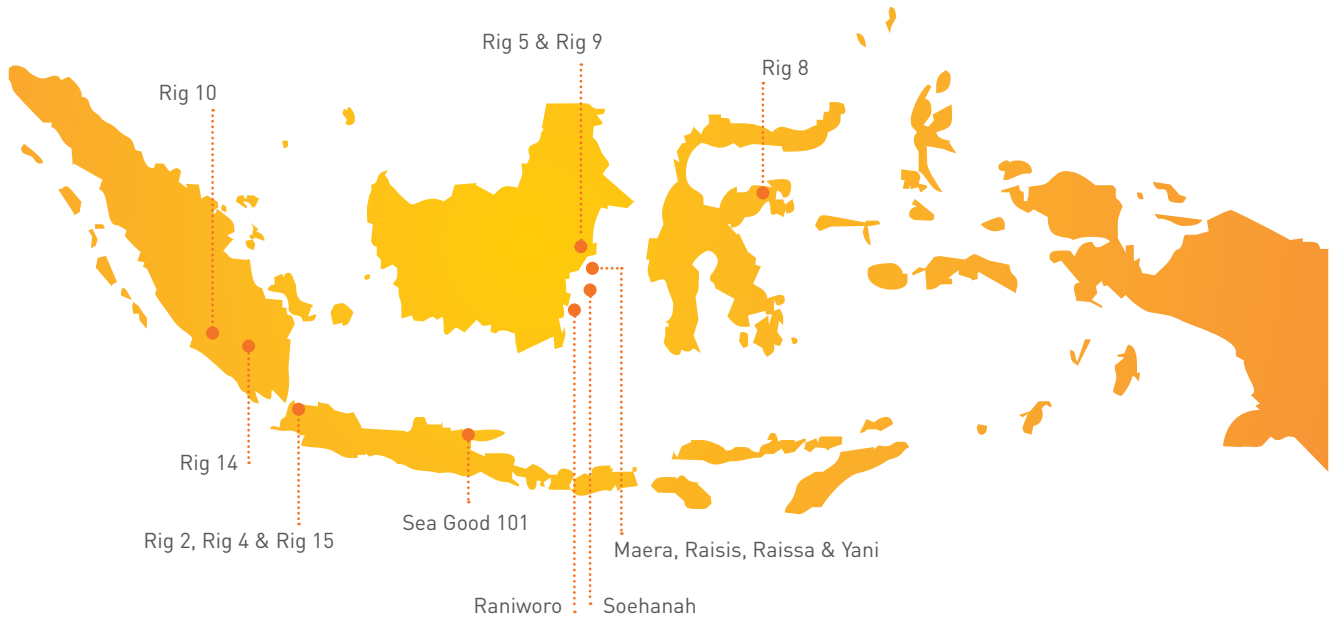 Rig 5 & Rig 9
Rig 8
Rig 10
Rig 14
Sea Good 101
Rig 2, Rig 4 & Rig 15
Maera, Raisis, Raissa & Yani
Raniworo
Soehanah